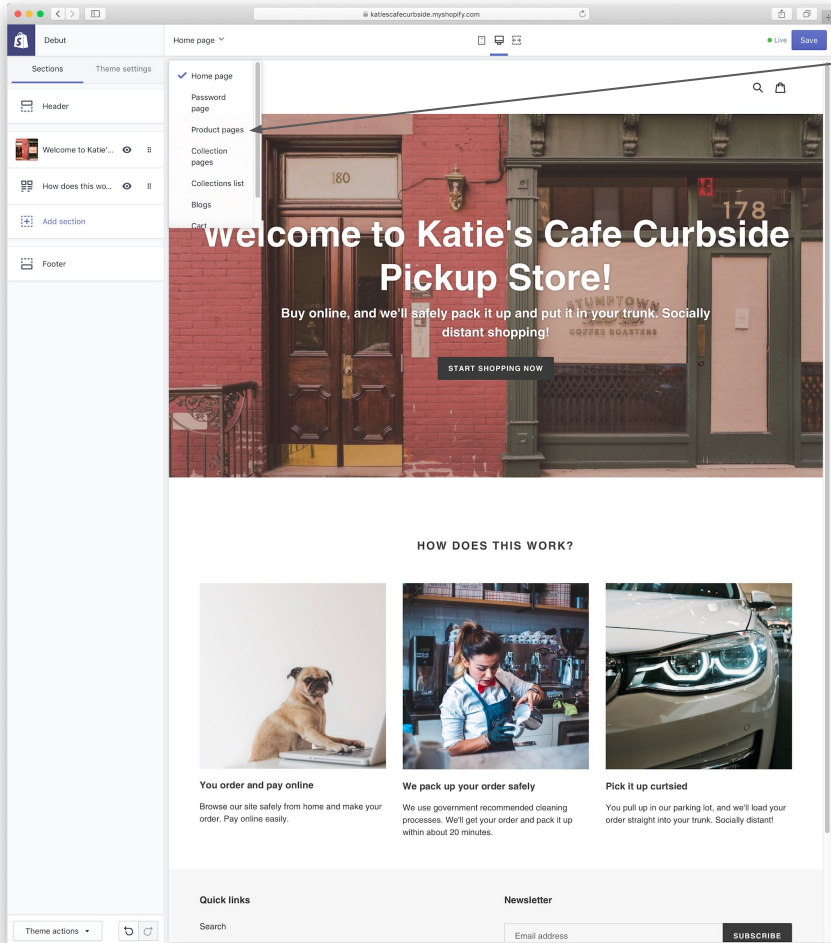 katiescafecurbside.myshopify.com
Debut
Home page
Live
Save
Sections
Theme settings
Header
Welcome to Katie'...
How does this wo...
Add section
Footer
Home page
Password
page
Product pages
Collection
pages
Collections list
Blogs
Cart
180
178
Welcome to Katie's Cafe Curbside
Pickup Store!
STUMPTOWN
COFFEE ROASTERS
Buy online, and we'll safely pack it up and put it in your trunk. Socially
distant shopping!
START SHOPPING NOW
HOW DOES THIS WORK?
You order and pay online
Browse our site safely from home and make your
order. Pay online easily.
We pack up your order safely
We use government recommended cleaning
processes. We'll get your order and pack it up
within about 20 minutes.
Pick it up curtsied
You pull up in our parking lot, and we'll load your
order straight into your trunk. Socially distant!
Quick links
Search
Newsletter
Email address
SUBSCRIBE
Theme actions